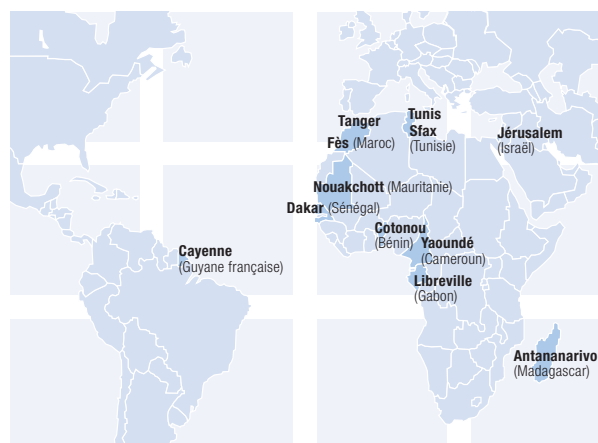 Tanger
Fès (Maroc)
Tunis
Sfax
(Tunisie)
Jérusalem
(Israël)
Nouakchott (Mauritanie)
Dakar (Sénégal)
Cotonou
(Bénin)
Yaoundé
(Cameroun)
Cayenne
(Guyane française)
Libreville
(Gabon)
Antananarivo
(Madagascar)